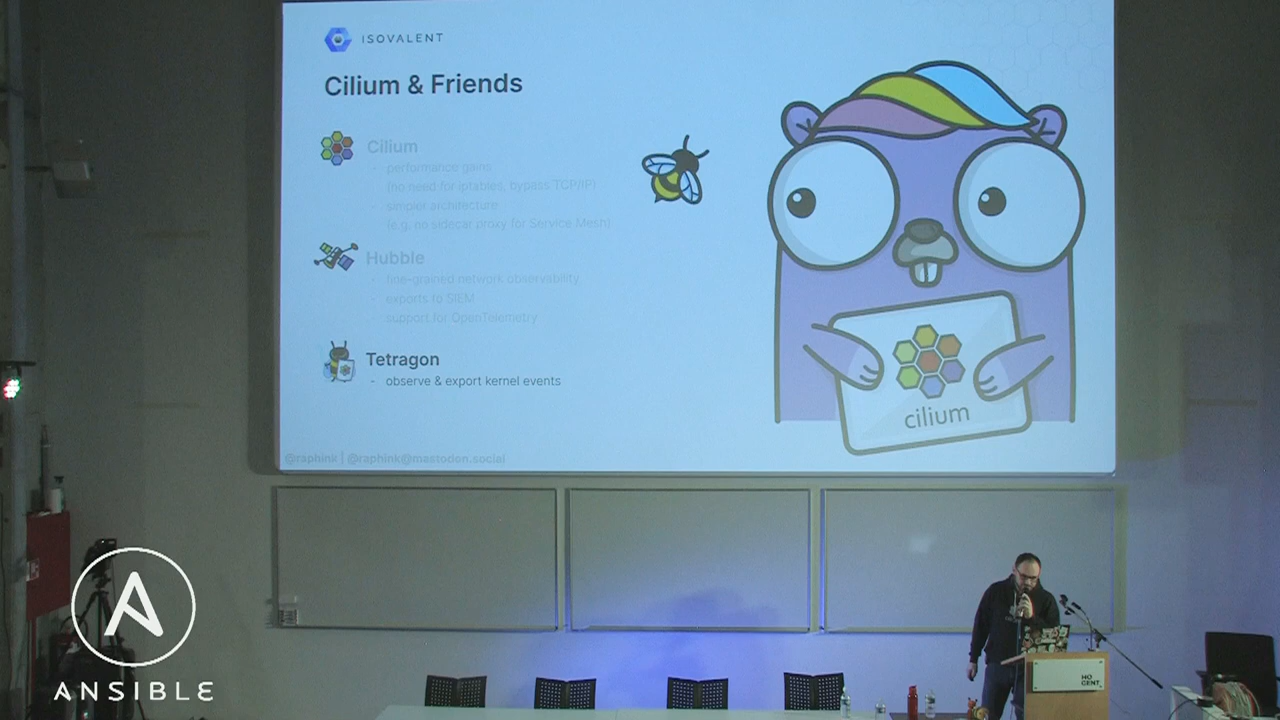 ISOVALENT
Cilium & Friends
Cilium
- performance gains
(no need for iptables, bypass TCP/IP)
- simpler architecture
(e.g. no sidecar proxy for Service Mesh)
Hubble
- fine-grained network observability
- exports to SIEM
- support for OpenTelemetry
Tetragon
- observe & export kernel events
cilium
@raphink | @raphink@mastodon.social
HO
GENT
ANSIBLE